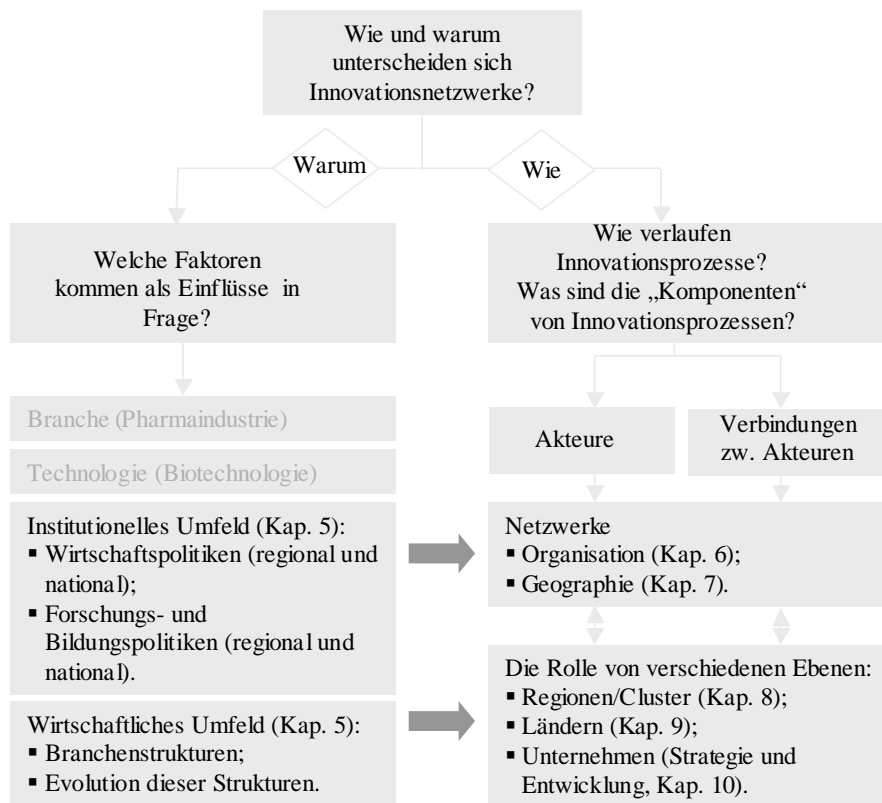 Wie und warum
unterscheiden sich
Innovationsnetzwerke?
Warum
Wie
Welche Faktoren
kommen als Einflüsse in
Frage?
Wie verlaufen
Innovationsprozesse?
Was sind die „Komponenten“
von Innovationsprozessen?
Branche (Pharmaindustrie)
Technologie (Biotechnologie)
Akteure
Verbindungen
zw. Akteuren
Institutionelles Umfeld (Kap. 5):
▪ Wirtschaftspolitiken (regional und
national);
▪ Forschungs- und
Bildungspolitiken (regional und
national).
Netzwerke
▪ Organisation (Kap. 6);
▪ Geographie (Kap. 7).
Wirtschaftliches Umfeld (Kap. 5):
▪ Branchenstrukturen;
▪ Evolution dieser Strukturen.
Die Rolle von verschiedenen Ebenen:
▪ Regionen/Cluster (Kap. 8);
▪ Ländern (Kap. 9);
▪ Unternehmen (Strategie und
Entwicklung, Kap. 10).